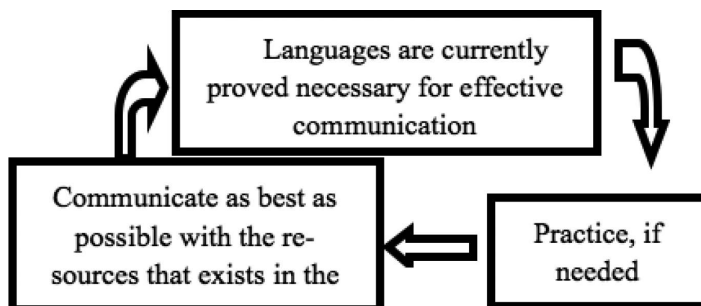 Languages are currently
proved necessary for effective
communication
Communicate as best as
possible with the re-
sources that exists in the
Practice, if
needed